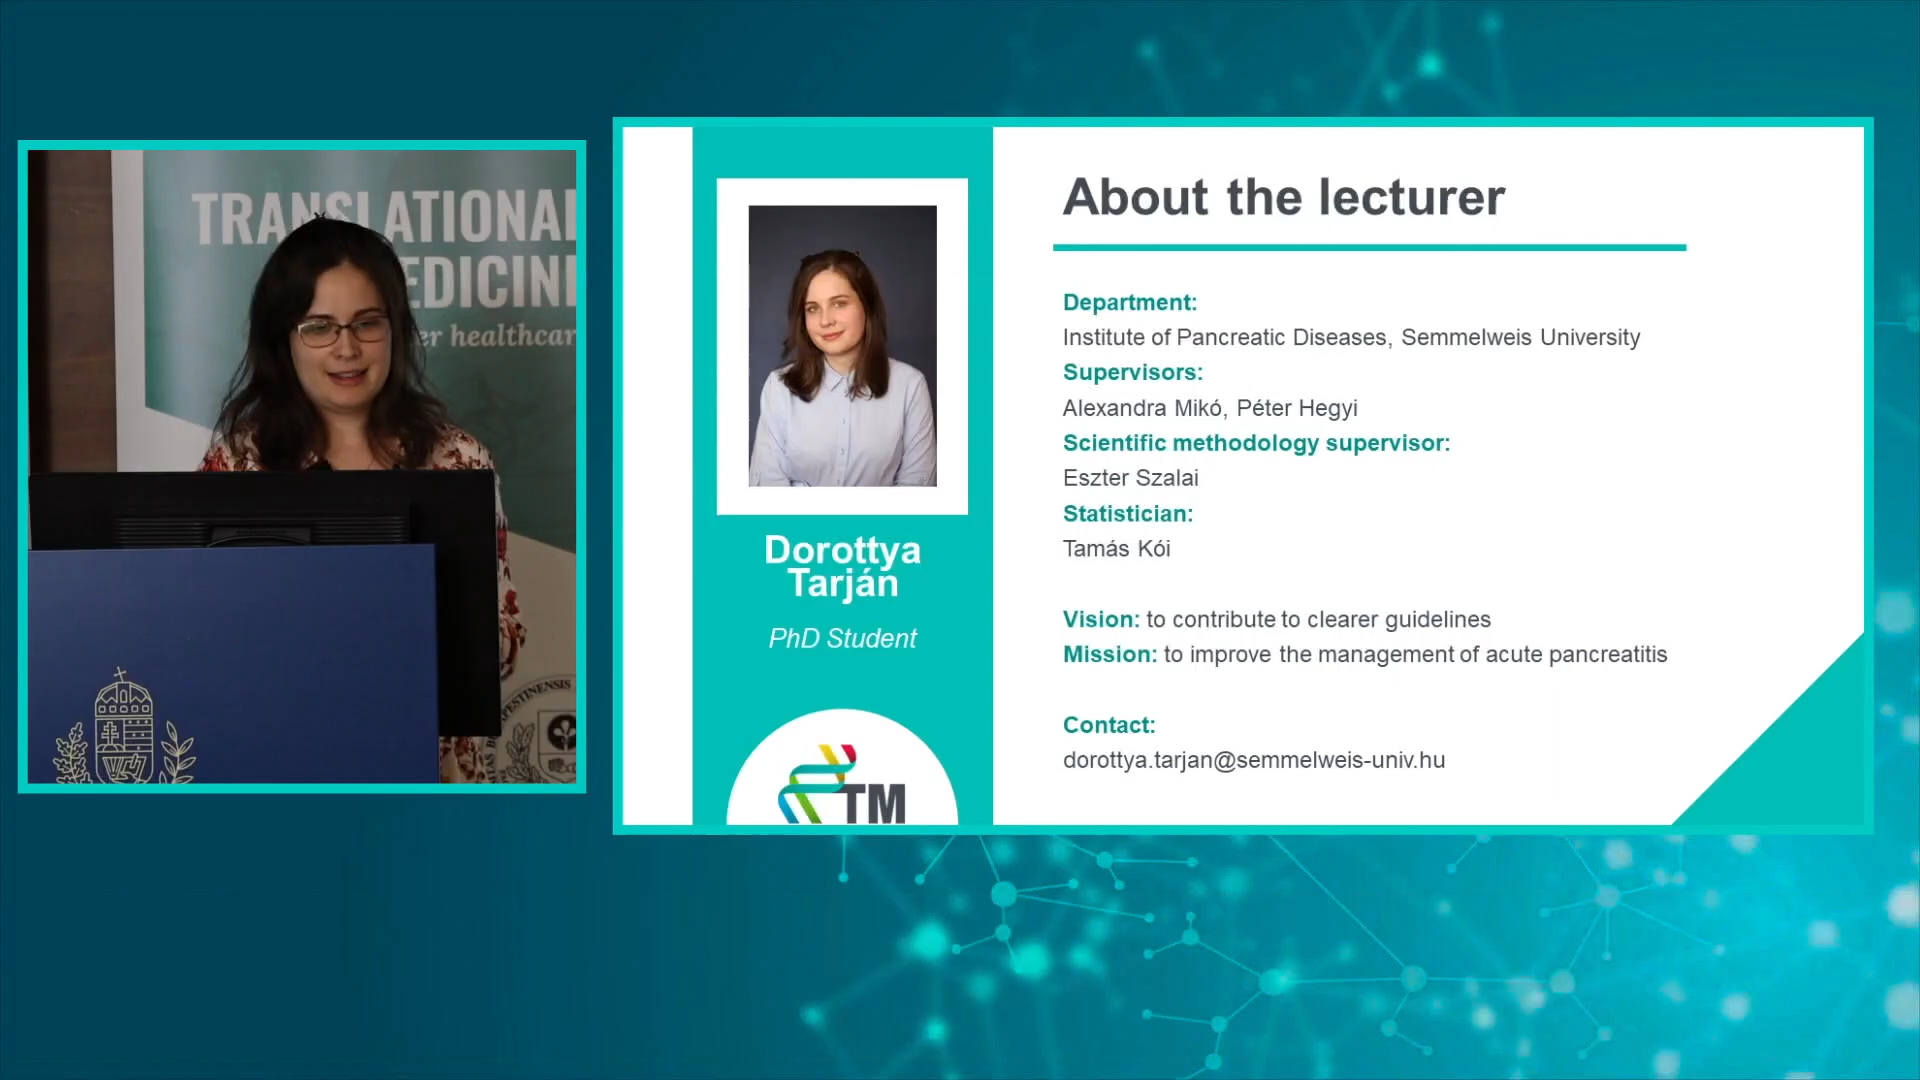 TRANSLATIONAL
MEDICINE
er healthcar
About the lecturer
Department:
Institute of Pancreatic Diseases, Semmelweis University
Supervisors:
Alexandra Mikó, Péter Hegyi
Scientific methodology supervisor:
Eszter Szalai
Statistician:
Tamás Kói
Vision: to contribute to clearer guidelines
Mission: to improve the management of acute pancreatitis
Contact:
dorottya.tarjan@semmelweis-univ.hu
Dorottya
Tarján
PhD Student
TM